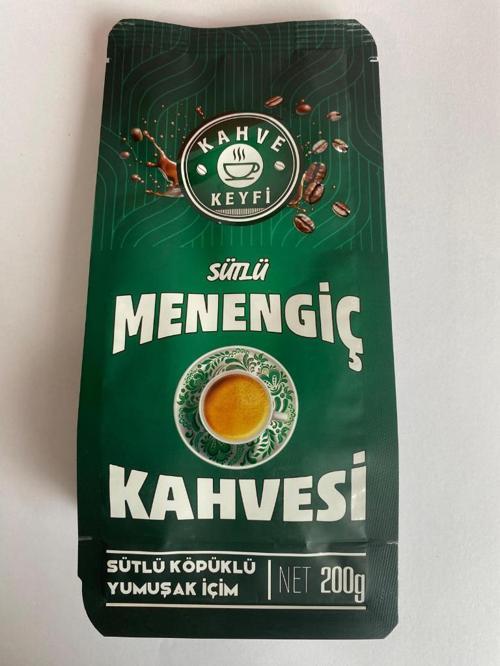 KAHVE
KEYFİ
SÜTLÜ
MENENGİÇ
KAHVESİ
SÜTLÜ KÖPÜKLÜ
YUMUŞAK İÇİM
NET 200g